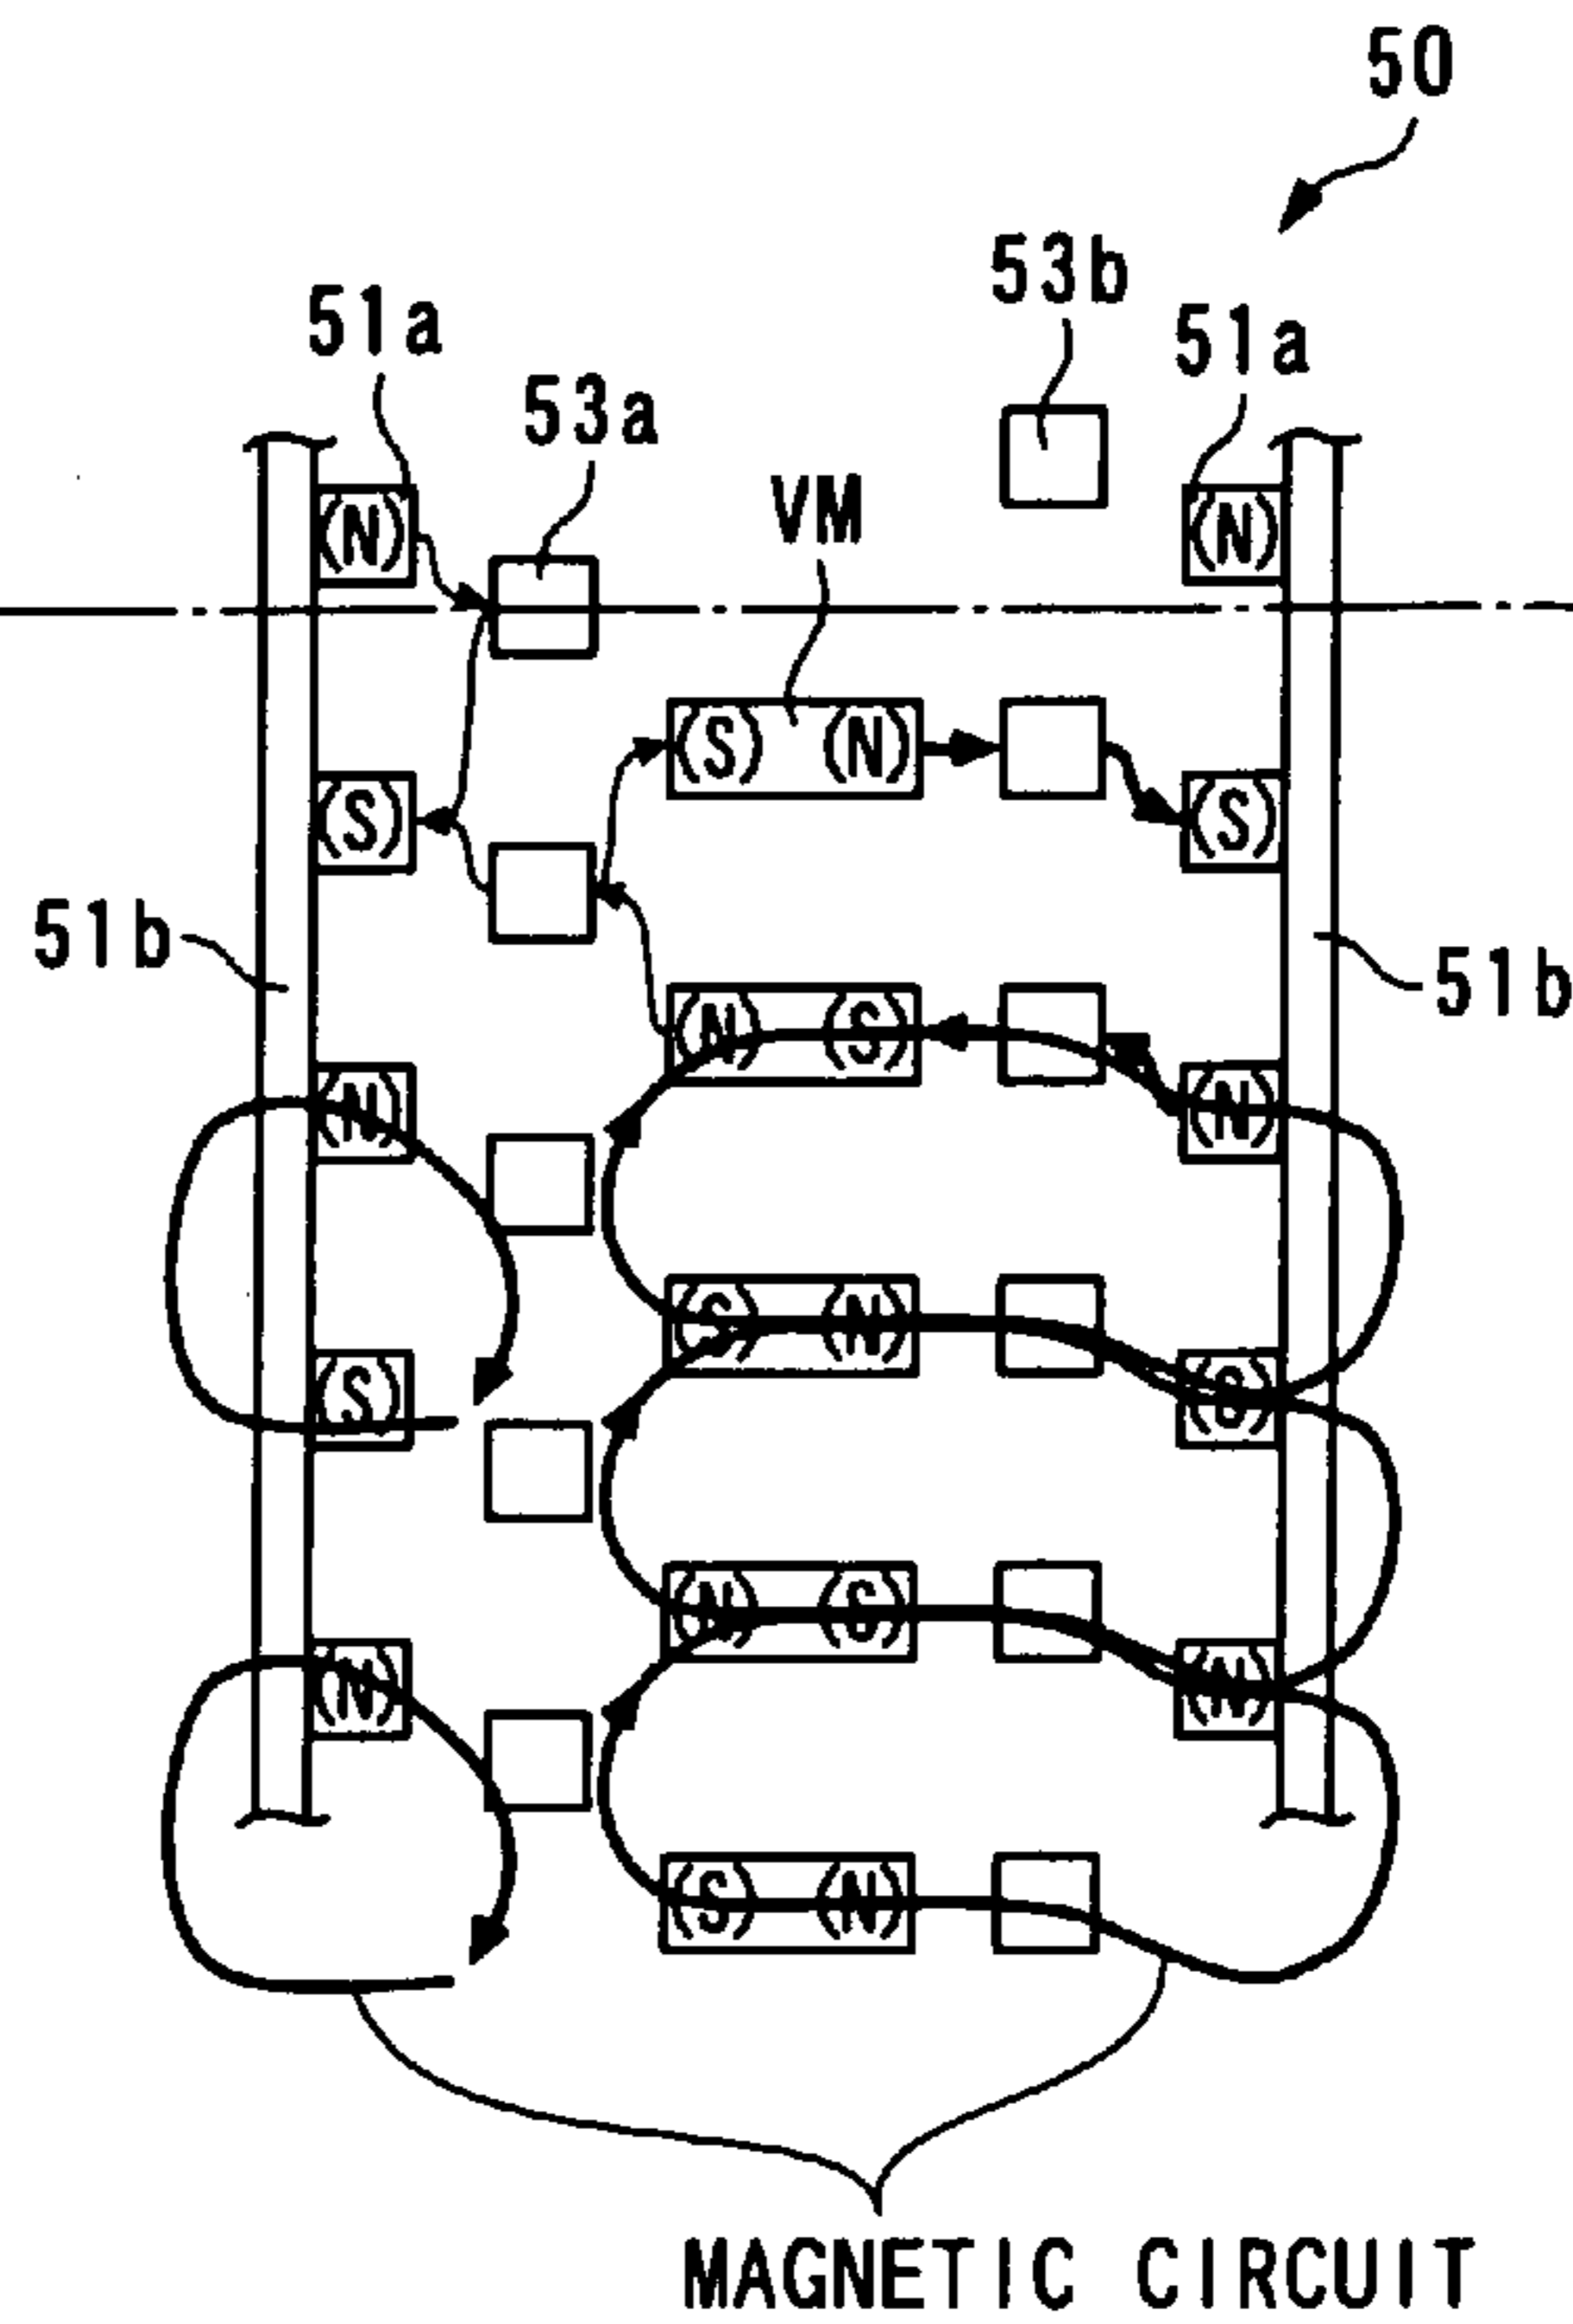 50
53b
51a
51a
53a
VM
(N)
(N)
(S) (N)
(S)
(S)
51b
51b
(N) (S)
(N)
(N)
(S) (N)
(S)
(S)
(N) (S)
(N)
(N)
(S) (N)
MAGNETIC CIRCUIT